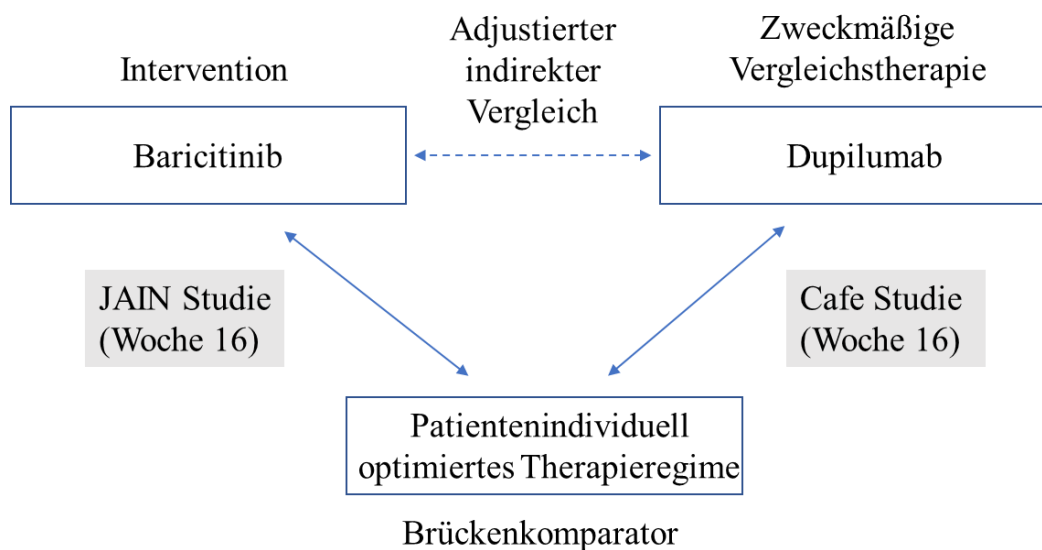 Intervention
Adjustierter
indirekter
Vergleich
Zweckmäßige
Vergleichstherapie
Baricitinib
Dupilumab
JAIN Studie
(Woche 16)
Cafe Studie
(Woche 16)
Patientenindividuell
optimiertes Therapieregime
Brückenkomparator